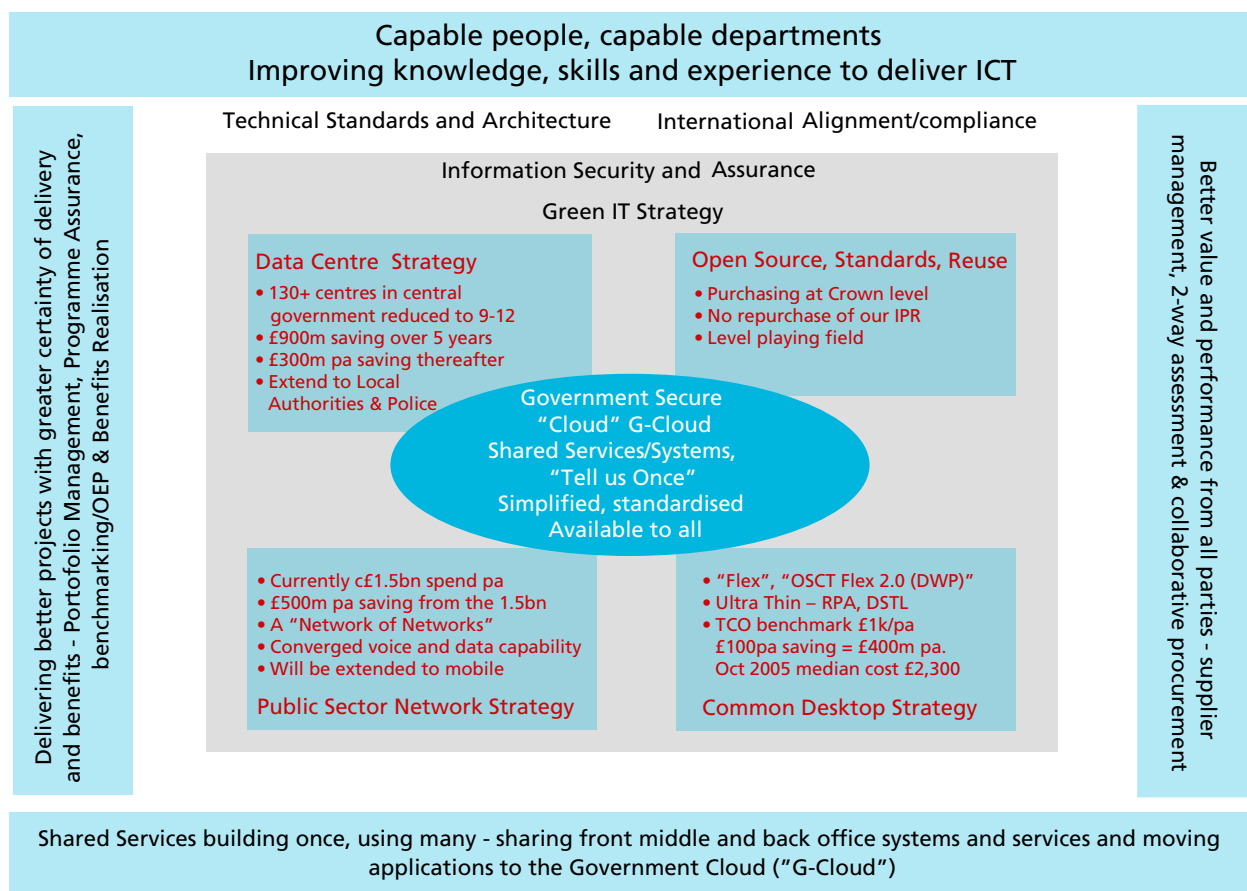 Capable people, capable departments
Improving knowledge, skills and experience to deliver ICT
Delivering better projects with greater certainty of delivery
and benefits - Portofolio Management, Programme Assurance,
benchmarking/OEP & Benefits Realisation
Technical Standards and Architecture
International Alignment/compliance
Information Security and Assurance
Green IT Strategy
Data Centre Strategy
• 130+ centres in central
government reduced to 9-12
• £900m saving over 5 years
• £300m pa saving thereafter
• Extend to Local
Authorities & Police
Open Source, Standards, Reuse
• Purchasing at Crown level
• No repurchase of our IPR
• Level playing field
Government Secure
“Cloud” G-Cloud
Shared Services/Systems,
“Tell us Once”
Simplified, standardised
Available to all
• Currently c£1.5bn spend pa
• £500m pa saving from the 1.5bn
• A “Network of Networks”
• Converged voice and data capability
• Will be extended to mobile
Public Sector Network Strategy
• “Flex”, “OSCT Flex 2.0 (DWP)”
• Ultra Thin – RPA, DSTL
• TCO benchmark £1k/pa
£100pa saving = £400m pa.
Oct 2005 median cost £2,300
Common Desktop Strategy
Better value and performance from all parties - supplier
management, 2-way assessment & collaborative procurement
Shared Services building once, using many - sharing front middle and back office systems and services and moving
applications to the Government Cloud (”G-Cloud”)